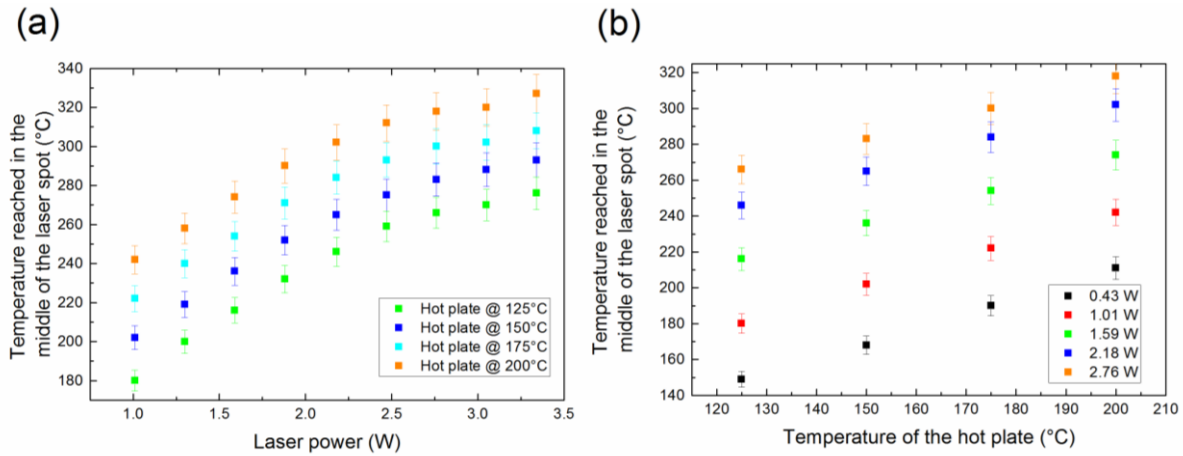 (a)
Temperature reached in the
middle of the laser spot (°C)
340
320
300
280
260
240
220
200
180
1.0
1.5
2.0
2.5
3.0
3.5
Laser power (W)
Hot plate @ 125°C
Hot plate @ 150°C
Hot plate @ 175°C
Hot plate @ 200°C
(b)
Temperature reached in the
middle of the laser spot (°C)
320
300
280
260
240
220
200
180
160
140
120
130
140
150
160
170
180
190
200
210
Temperature of the hot plate (°C)
0.43 W
1.01 W
1.59 W
2.18 W
2.76 W